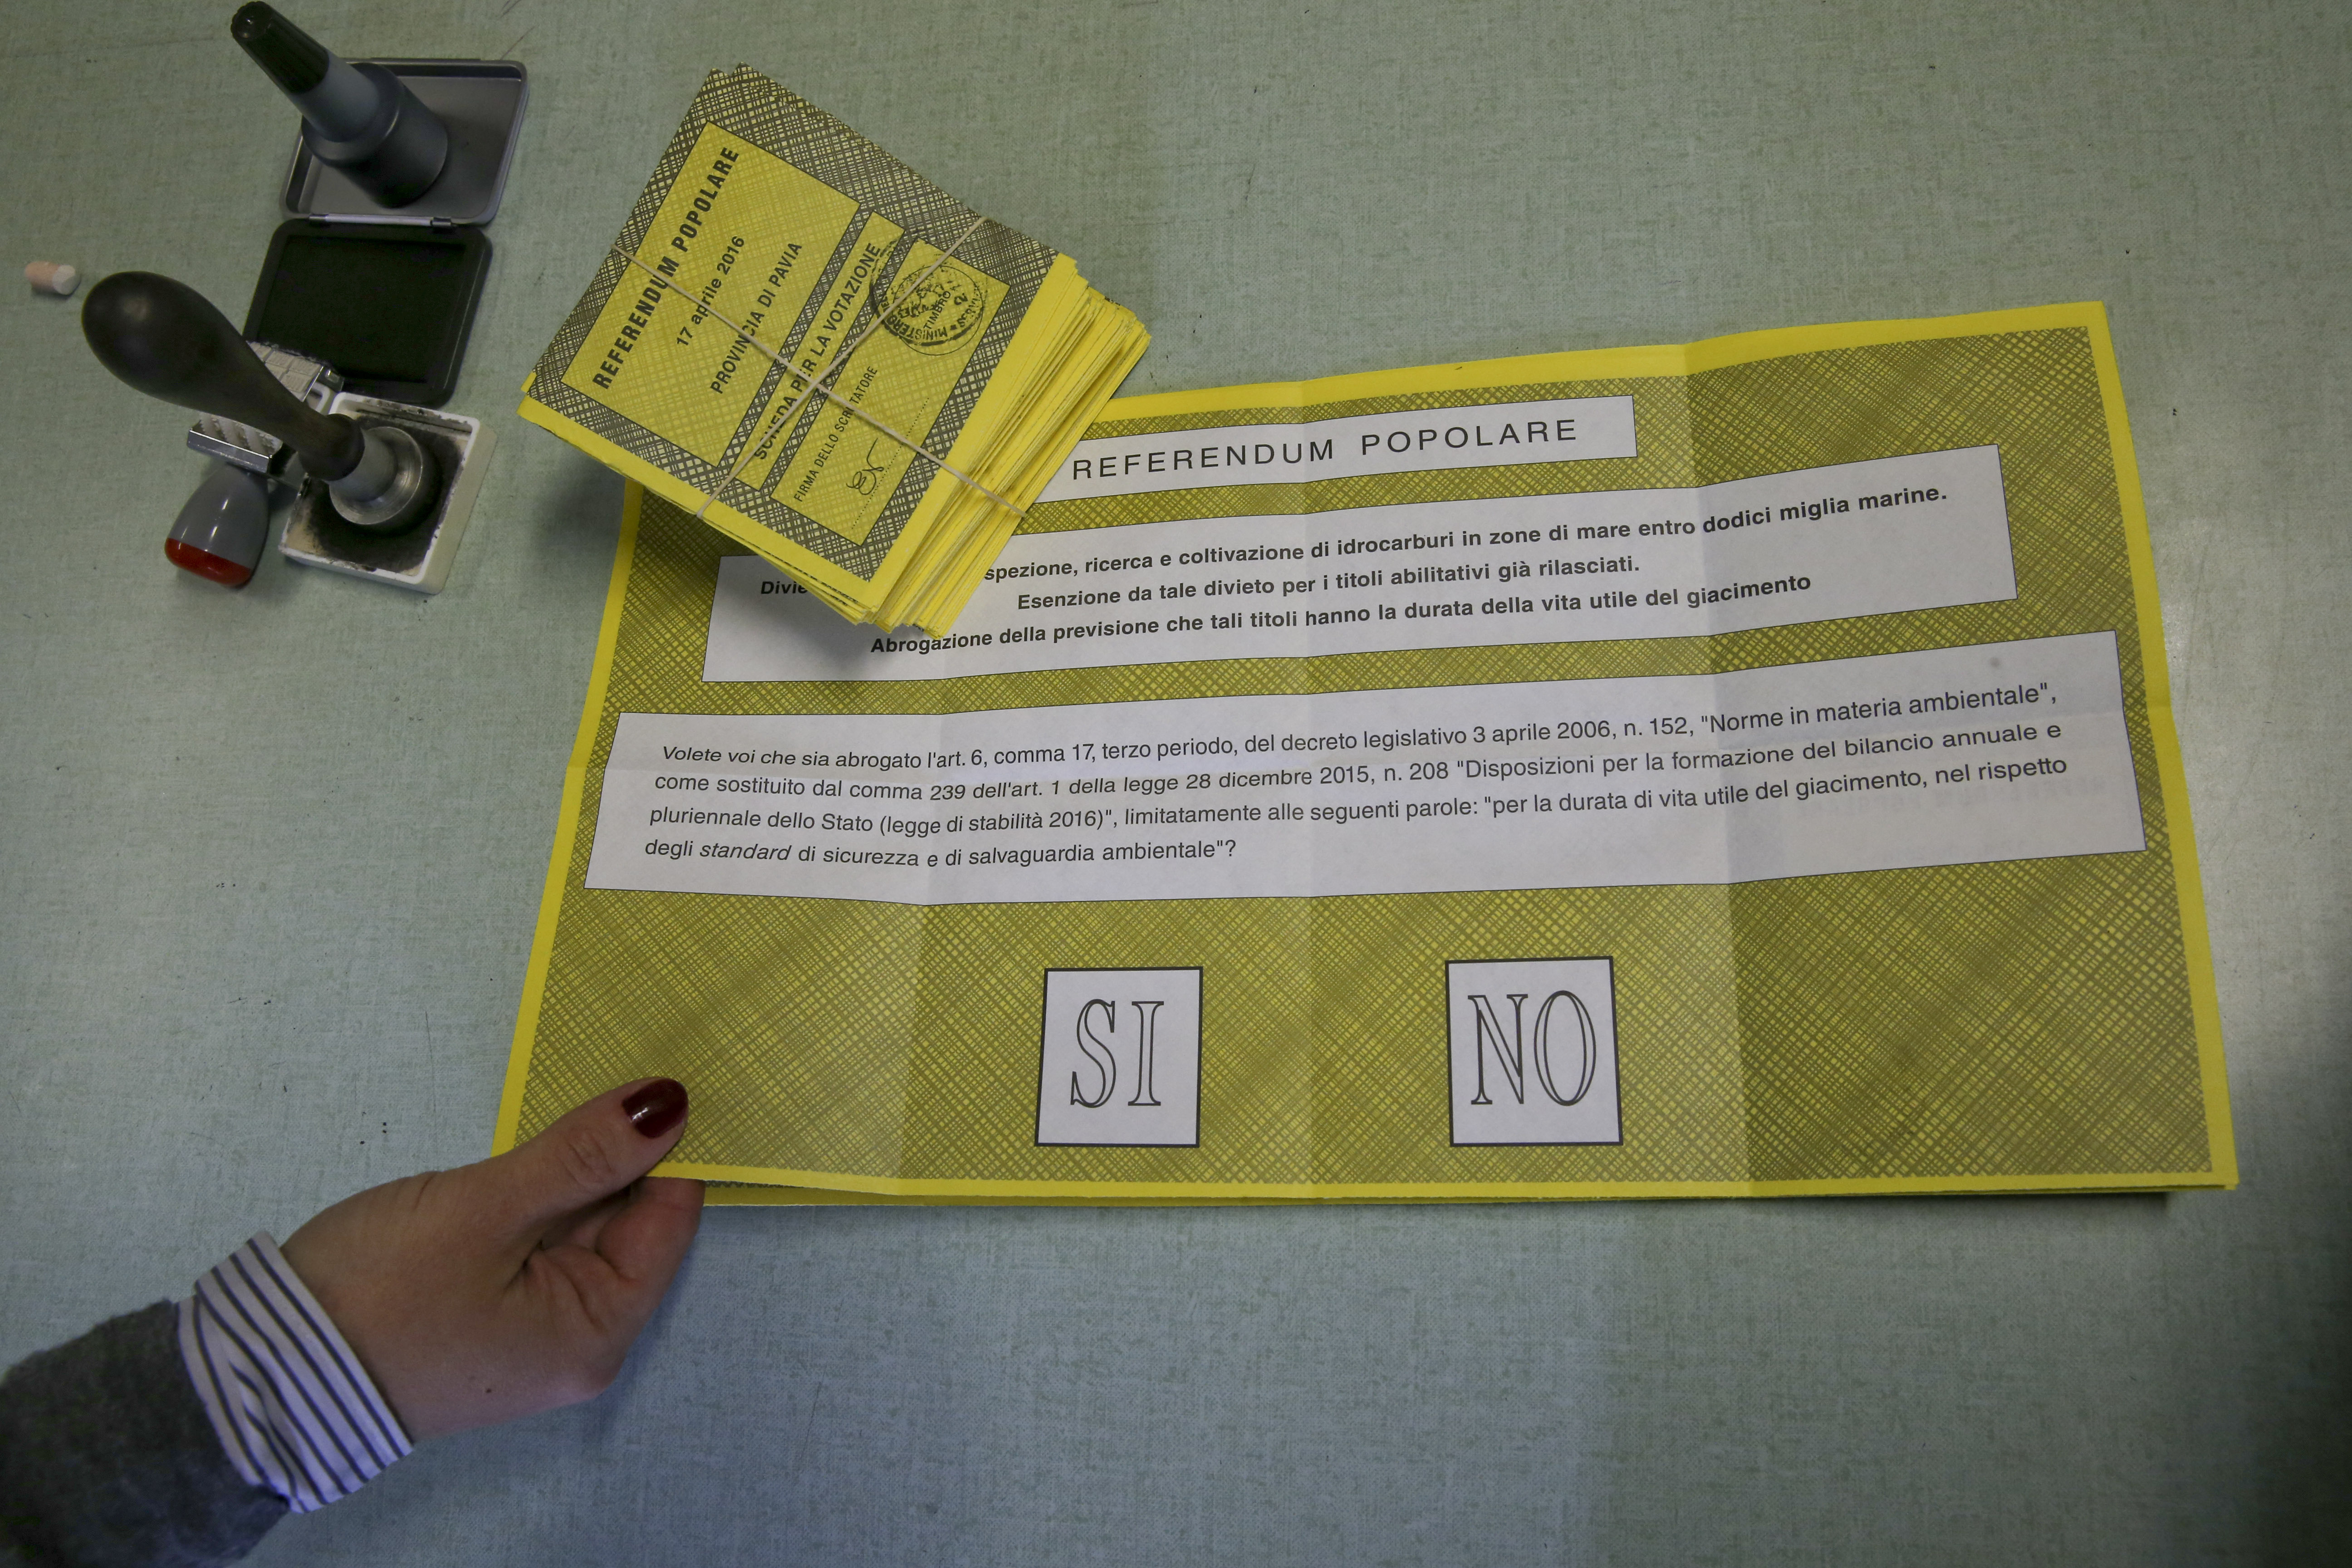 REFERENDUM POPOLARE
17 aprile 2016
PROVINCIA DI PAVIA
SCHEDA PER LA VOTAZIONE
FIRMA DELLO SCRUTATORE
TIMBRO
REFERENDUM POPOLARE
spezione, ricerca e coltivazione di idrocarburi in zone di mare entro dodici miglia marine.
Esenzione da tale divieto per i titoli abilitativi già rilasciati.
Abrogazione della previsione che tali titoli hanno la durata della vita utile del giacimento
Volete voi che sia abrogato l'art. 6, comma 17, terzo periodo, del decreto legislativo 3 aprile 2006, n. 152, "Norme in materia ambientale",
come sostituito dal comma 239 dell'art. 1 della legge 28 dicembre 2015, n. 208 "Disposizioni per la formazione del bilancio annuale e
pluriennale dello Stato (legge di stabilità 2016)", limitatamente alle seguenti parole: "per la durata di vita utile del giacimento, nel rispetto
degli standard di sicurezza e di salvaguardia ambientale"?
SI
NO